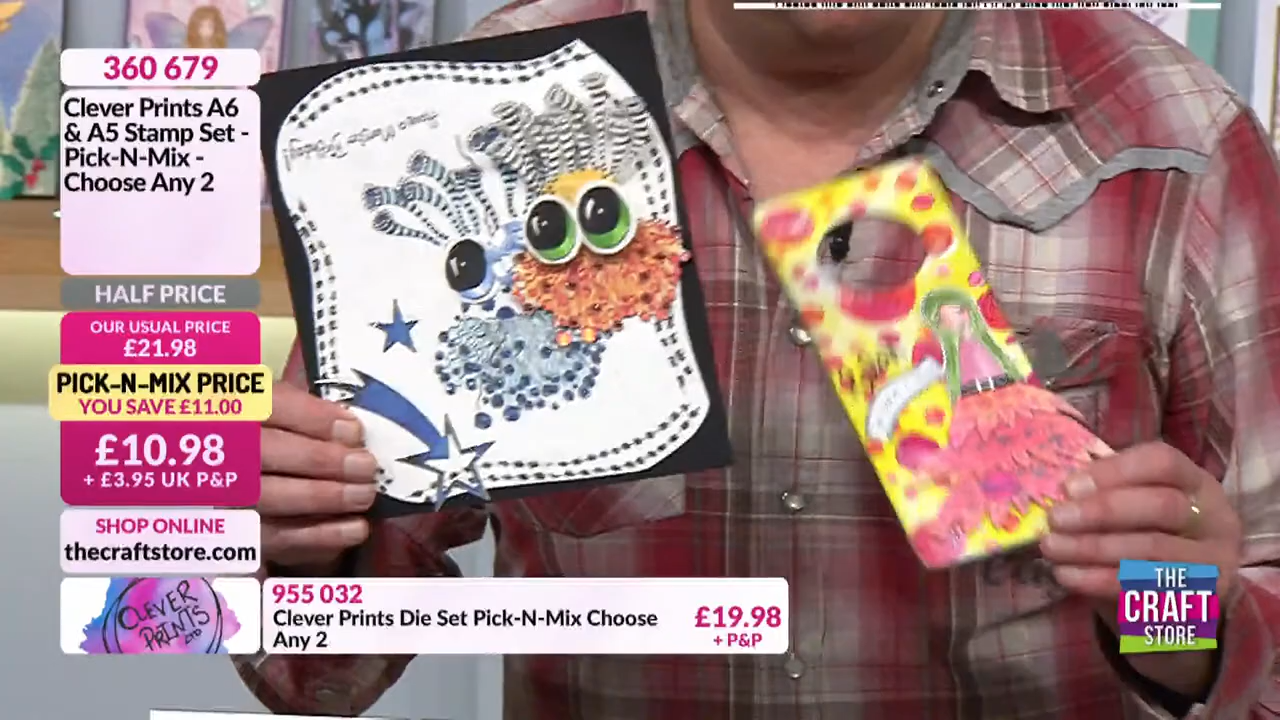 360 679
Clever Prints A6
& A5 Stamp Set -
Pick-N-Mix -
Choose Any 2
HALF PRICE
OUR USUAL PRICE
£21.98
PICK-N-MIX PRICE
YOU SAVE £11.00
£10.98
+ £3.95 UK P&P
SHOP ONLINE
thecraftstore.com
CLEVER
PRINTS
LTD
955 032
Clever Prints Die Set Pick-N-Mix Choose
Any 2
£19.98
+ P&P
THE
CRAFT
STORE